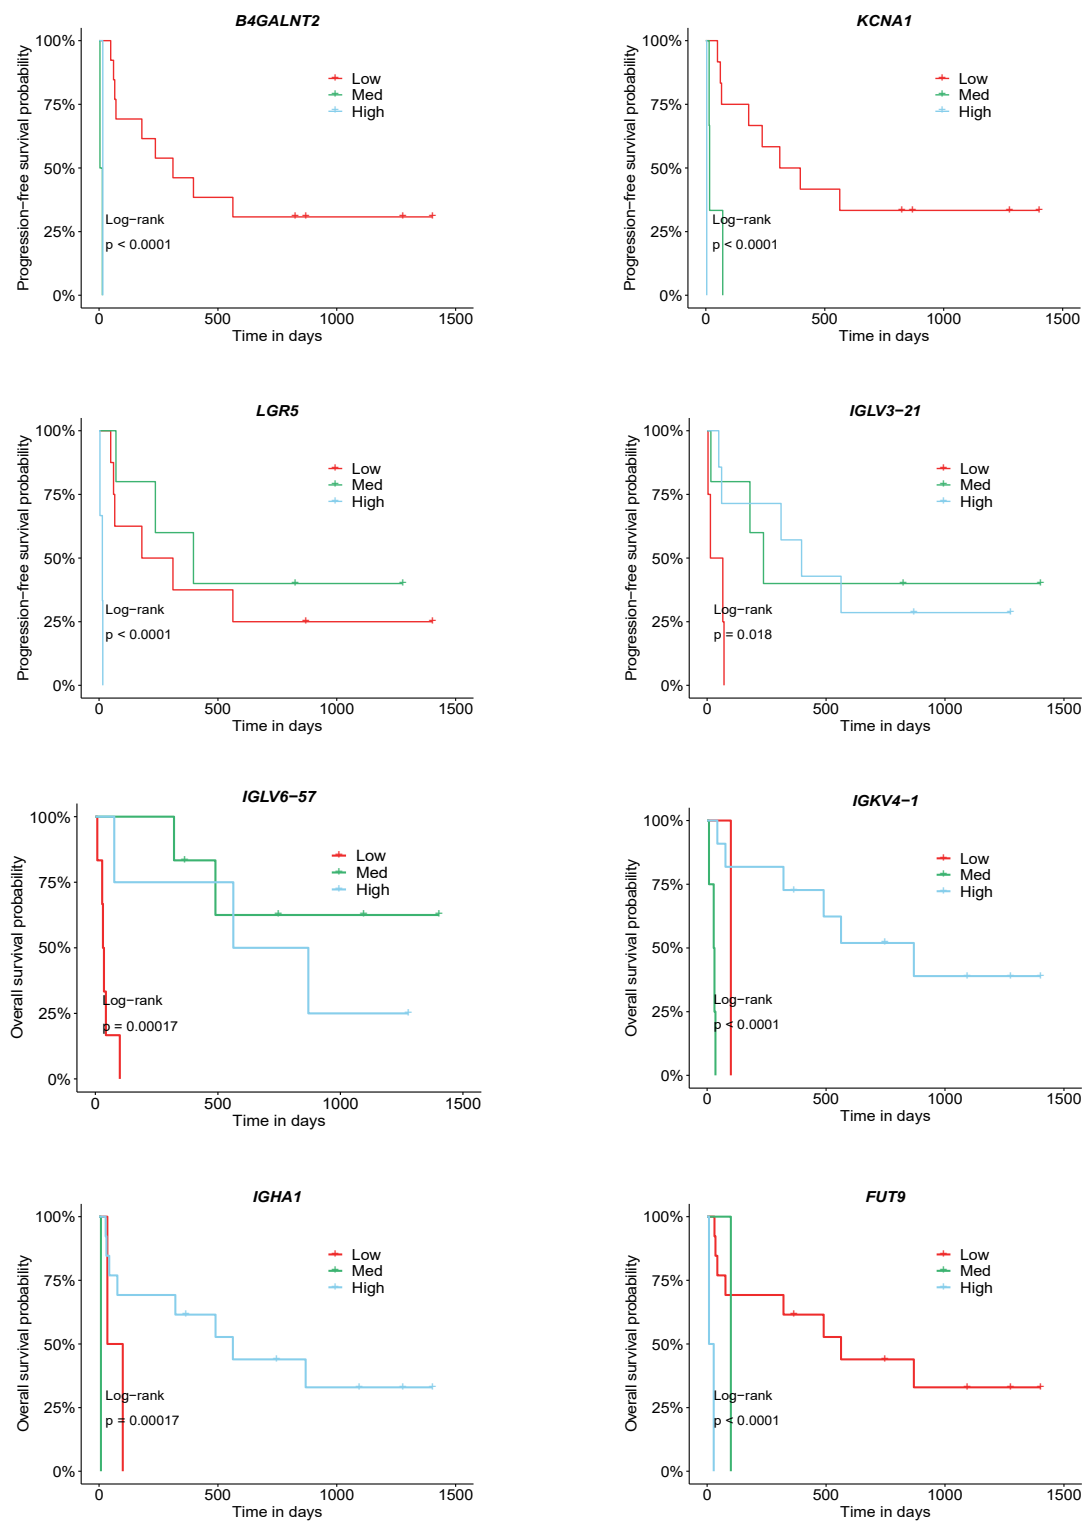 B4GALNT2
Progression−free survival probability
100%
75%
50%
25%
0%
Low
Med
High
Log−rank
p < 0.0001
0 500 1000 1500
Time in days
KCNA1
Progression−free survival probability
100%
75%
50%
25%
0%
Low
Med
High
Log−rank
p < 0.0001
0 500 1000 1500
Time in days
LGR5
Progression−free survival probability
100%
75%
50%
25%
0%
Low
Med
High
Log−rank
p < 0.0001
0 500 1000 1500
Time in days
IGLV3−21
Progression−free survival probability
100%
75%
50%
25%
0%
Low
Med
High
Log−rank
p = 0.018
0 500 1000 1500
Time in days
IGLV6−57
Overall survival probability
100%
75%
50%
25%
0%
Low
Med
High
Log−rank
p = 0.00017
0 500 1000 1500
Time in days
IGKV4−1
Overall survival probability
100%
75%
50%
25%
0%
Low
Med
High
Log−rank
p < 0.0001
0 500 1000 1500
Time in days
IGHA1
Overall survival probability
100%
75%
50%
25%
0%
Low
Med
High
Log−rank
p = 0.00017
0 500 1000 1500
Time in days
FUT9
Overall survival probability
100%
75%
50%
25%
0%
Low
Med
High
Log−rank
p < 0.0001
0 500 1000 1500
Time in days